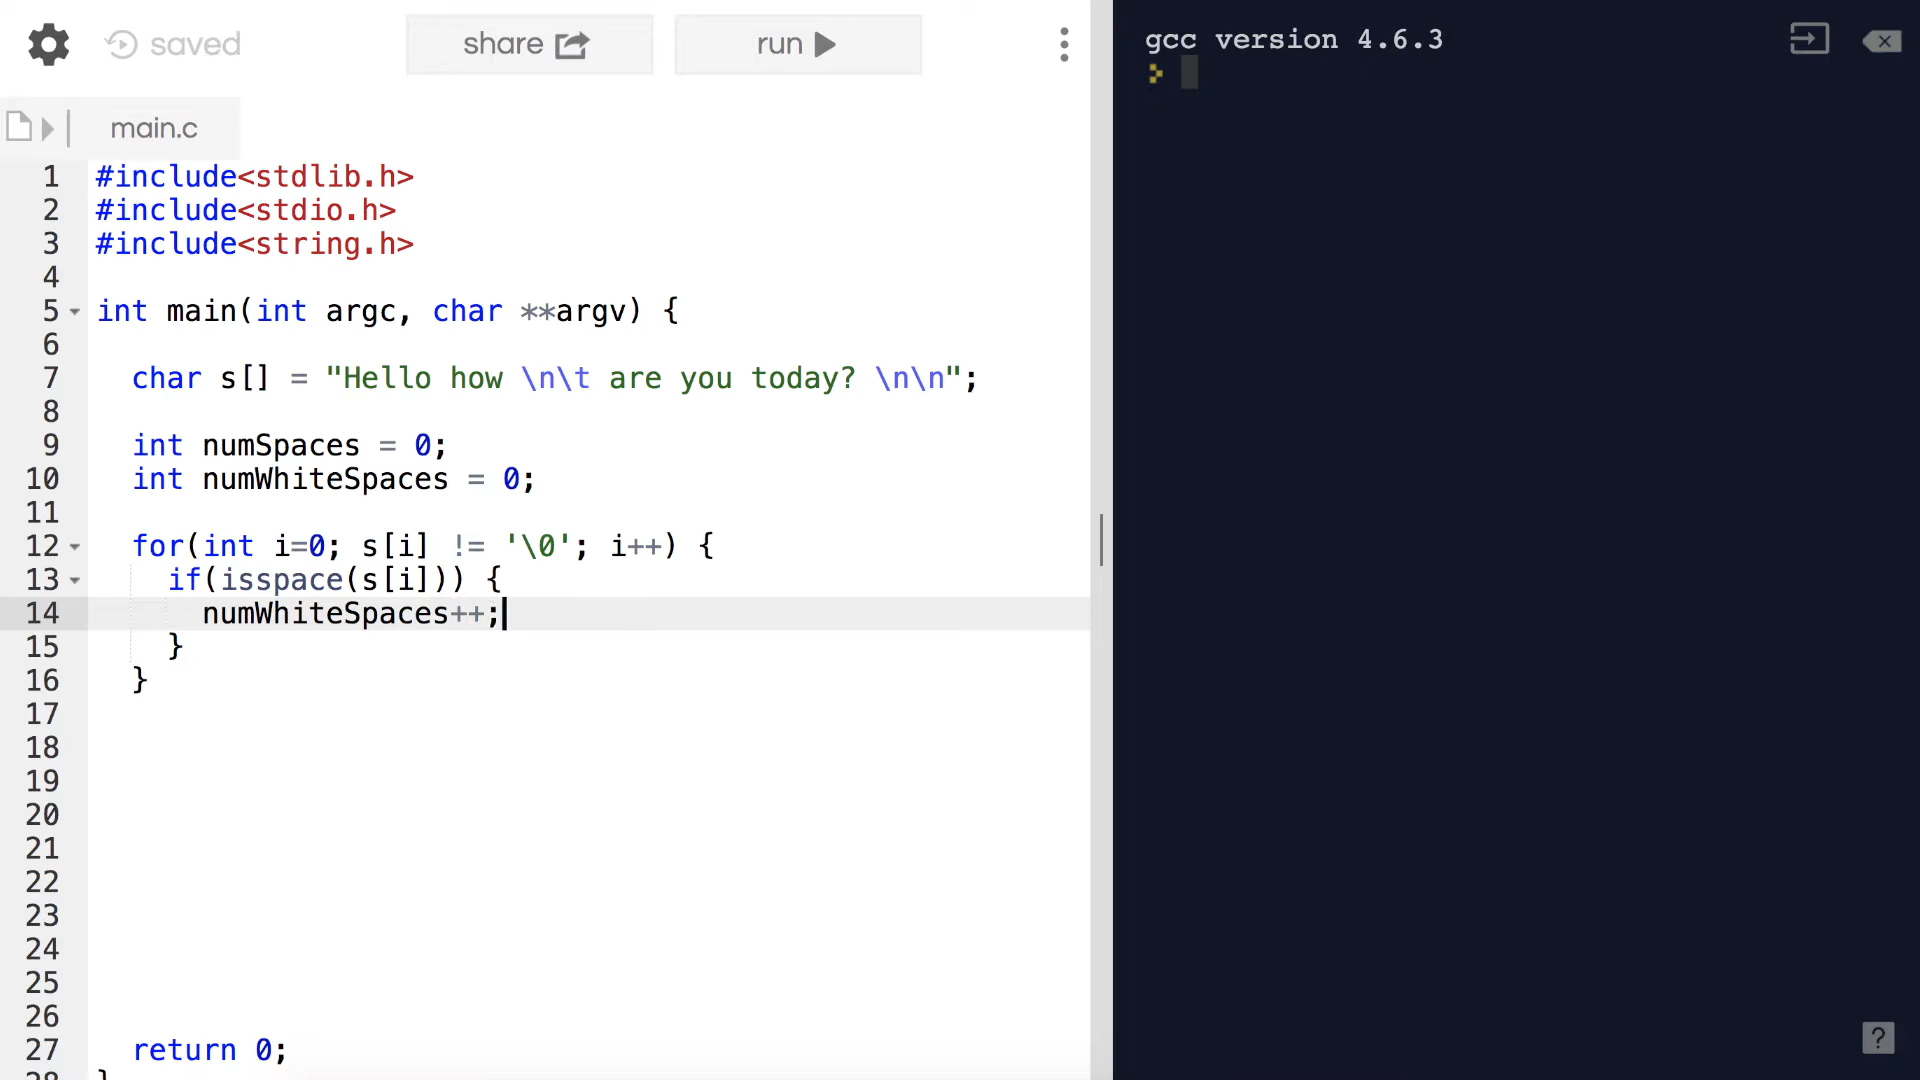 saved
share
run
gcc version 4.6.3
main.c
1 #include<stdlib.h>
2 #include<stdio.h>
3 #include<string.h>
4
5 int main(int argc, char **argv) {
6
7 char s[] = "Hello how \n\t are you today? \n\n";
8
9 int numSpaces = 0;
10 int numWhiteSpaces = 0;
11
12 for(int i=0; s[i] != '\0'; i++) {
13 if(isspace(s[i])) {
14 numWhiteSpaces++;
15 }
16 }
17
18
19
20
21
22
23
24
25
26
27 return 0;
28 }
?